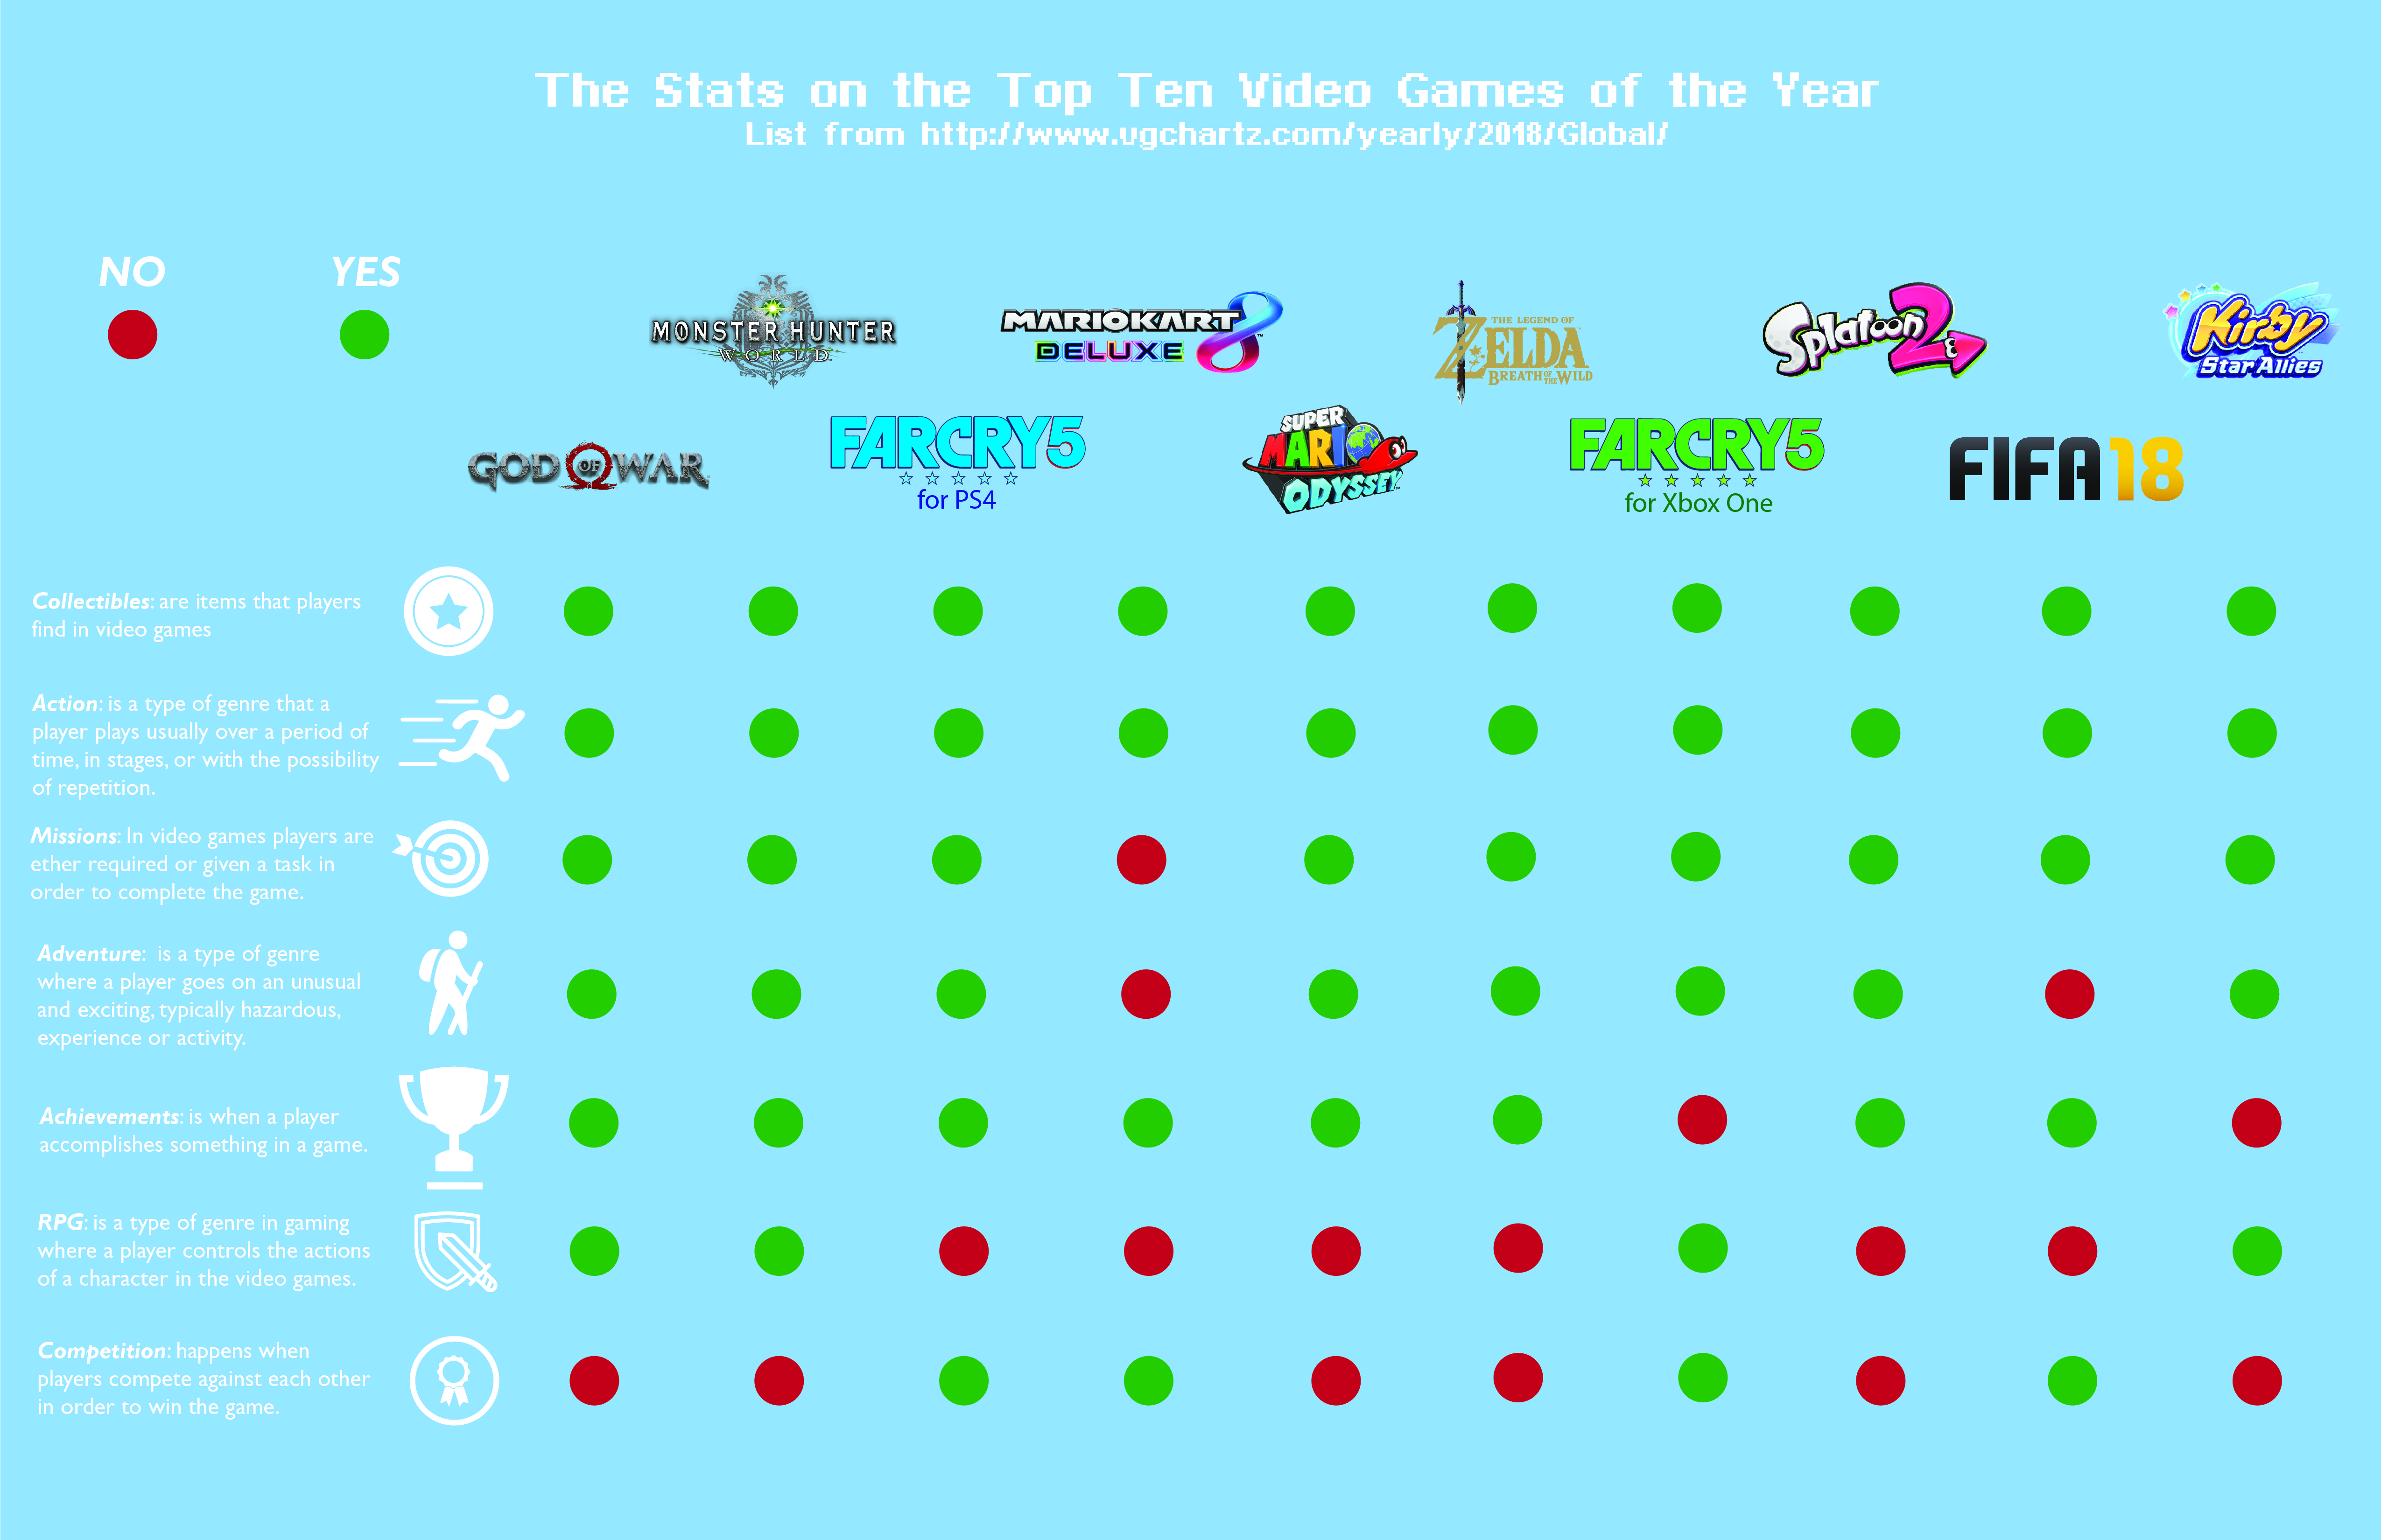 The Stats on the Top Ten Video Games of the Year
List from http://www.vgchartz.com/yearly/2018/Global/
NO
YES
MONSTER HUNTER
WORLD
MARIOKART 8
DELUXE
THE LEGEND OF
ZELDA
BREATH OF THE WILD
Splatoon 2
Kirby
Star Allies
GOD OF WAR
FARCRY5
for PS4
SUPER
MARIO
ODYSSEY
FARCRY5
for Xbox One
FIFA 18
Collectibles: are items that players
find in video games
Action: is a type of genre that a
player plays usually over a period of
time, in stages, or with the possibility
of repetition.
Missions: In video games players are
ether required or given a task in
order to complete the game.
Adventure: is a type of genre
where a player goes on an unusual
and exciting, typically hazardous,
experience or activity.
Achievements: is when a player
accomplishes something in a game.
RPG: is a type of genre in gaming
where a player controls the actions
of a character in the video games.
Competition: happens when
players compete against each other
in order to win the game.